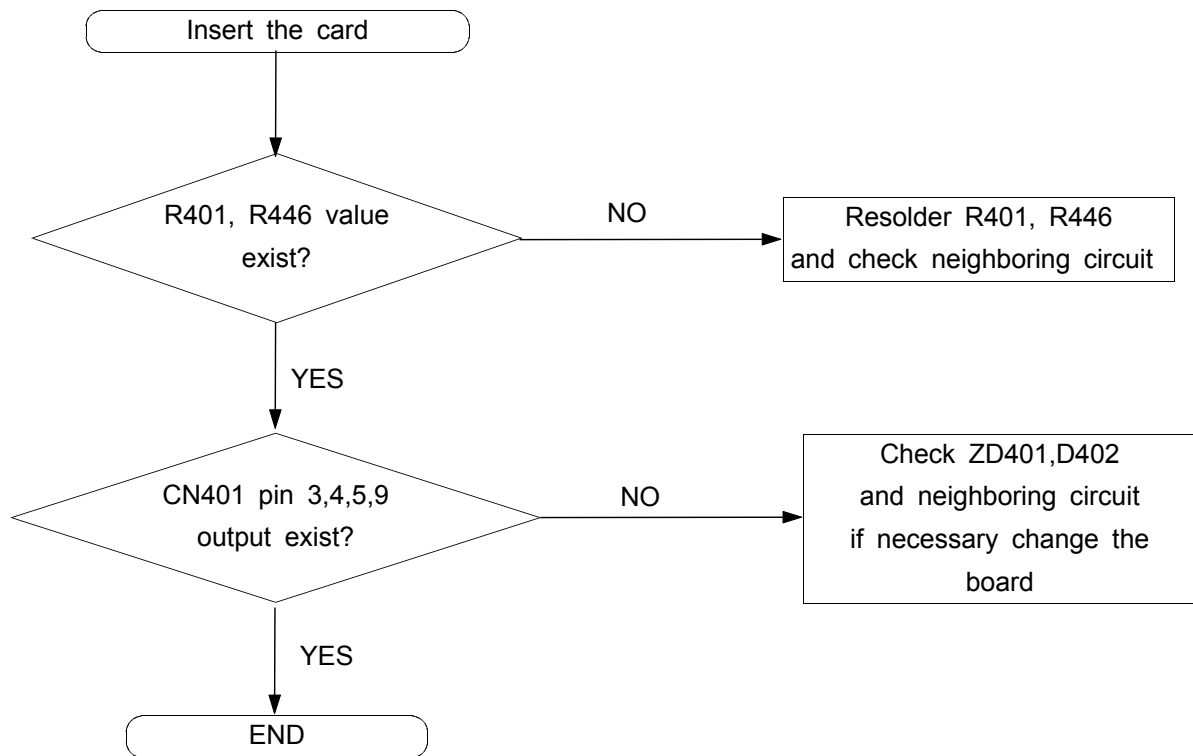 Insert the card
R401, R446 value
exist?
NO
Resolder R401, R446
and check neighboring circuit
YES
CN401 pin 3,4,5,9
output exist?
NO
Check ZD401,D402
and neighboring circuit
if necessary change the
board
YES
END